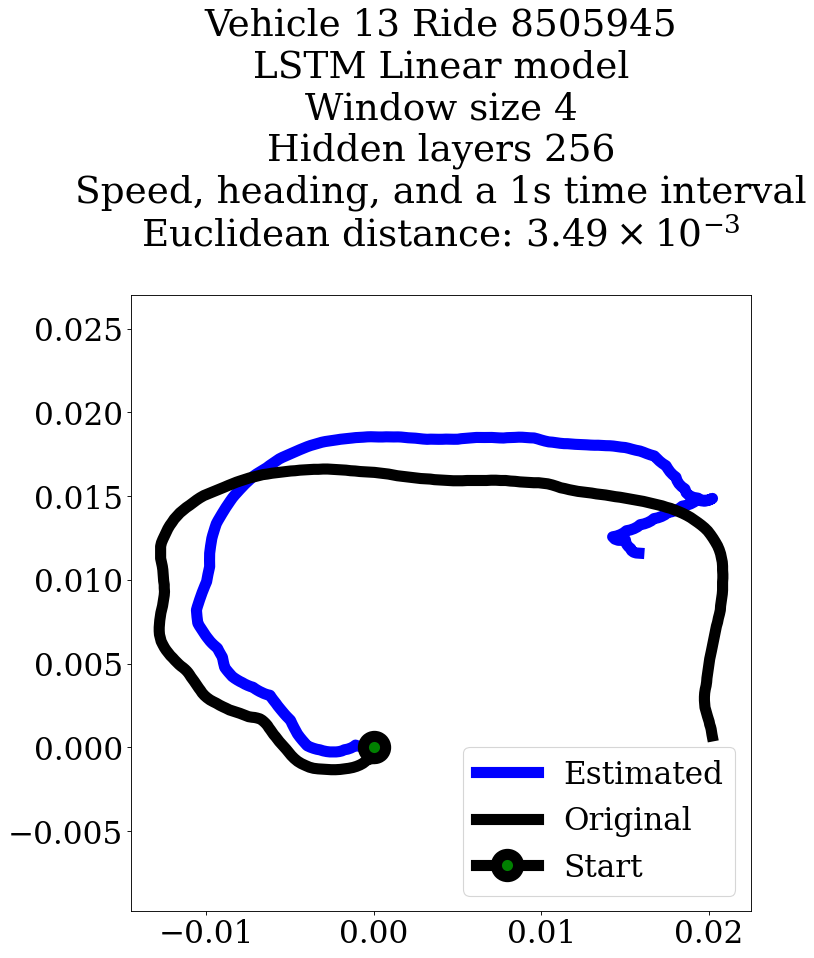 Vehicle 13 Ride 8505945
LSTM Linear model
Window size 4
Hidden layers 256
Speed, heading, and a 1s time interval
Euclidean distance: 3.49 × 10⁻³
0.025
0.020
0.015
0.010
0.005
0.000
−0.005
Estimated
Original
Start
−0.01 0.00 0.01 0.02